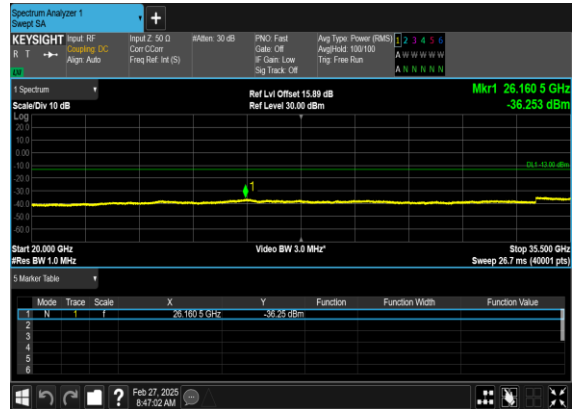 Spectrum Analyzer 1
Swept SA
+
KEYSIGHT Input: RF
R T
Coupling: DC
Align: Auto
Input Z: 50 Ω
Corr CCorr
Freq Ref: Int (S)
#Atten: 30 dB
PNO: Fast
Gate: Off
IF Gain: Low
Sig Track: Off
Avg Type: Power (RMS)
Avg|Hold: 100/100
Trig: Free Run
1 2 3 4 5 6
A W W W W W
A N N N N N
1 Spectrum
Scale/Div 10 dB
Ref Lvl Offset 15.89 dB
Ref Level 30.00 dBm
Mkr1 26.160 5 GHz
-36.253 dBm
Log
20.0
10.0
0.00
-10.0
-20.0
-30.0
-40.0
-50.0
-60.0
DL1 -13.00 dBm
1
Start 20.000 GHz
#Res BW 1.0 MHz
Video BW 3.0 MHz*
Stop 35.500 GHz
Sweep 26.7 ms (40001 pts)
5 Marker Table
Mode Trace Scale X Y Function Function Width Function Value
1 N 1 f 26.160 5 GHz -36.25 dBm
2
3
4
5
6
?
Feb 27, 2025
8:47:02 AM